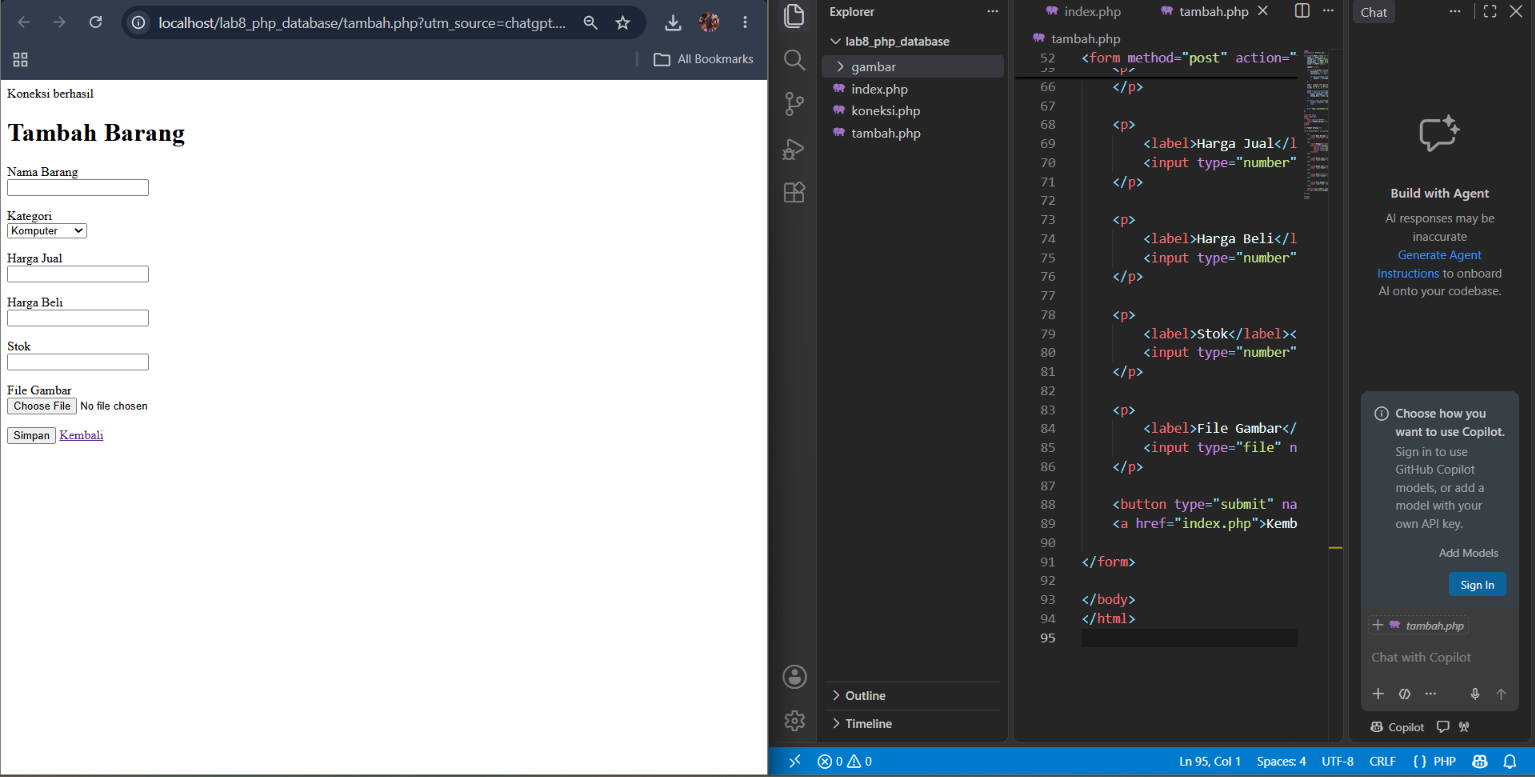 localhost/lab8_php_database/tambah.php?utm_source=chatgpt....
All Bookmarks
Koneksi berhasil
Tambah Barang
Nama Barang
Kategori
Komputer
Harga Jual
Harga Beli
Stok
File Gambar
Choose File No file chosen
Simpan Kembali
Explorer
lab8_php_database
gambar
index.php
koneksi.php
tambah.php
Outline
Timeline
index.php
tambah.php
tambah.php
52 <form method="post" action="
59 <p>
66 </p>
67
68 <p>
69 <label>Harga Jual</l
70 <input type="number"
71 </p>
72
73 <p>
74 <label>Harga Beli</l
75 <input type="number"
76 </p>
77
78 <p>
79 <label>Stok</label><
80 <input type="number"
81 </p>
82
83 <p>
84 <label>File Gambar</
85 <input type="file" n
86 </p>
87
88 <button type="submit" na
89 <a href="index.php">Kemb
90
91 </form>
92
93 </body>
94 </html>
95
Chat
Build with Agent
AI responses may be
inaccurate
Generate Agent
Instructions to onboard
AI onto your codebase.
Choose how you
want to use Copilot.
Sign in to use
GitHub Copilot
models, or add a
model with your
own API key.
Add Models
Sign In
tambah.php
Chat with Copilot
Copilot
0 0
Ln 95, Col 1 Spaces: 4 UTF-8 CRLF { } PHP